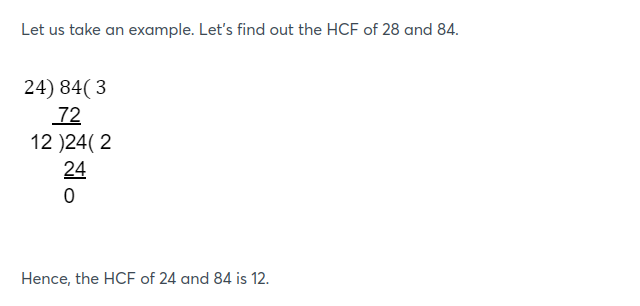 Let us take an example. Let's find out the HCF of 28 and 84.
24) 84( 3
72
12 )24( 2
24
0
Hence, the HCF of 24 and 84 is 12.